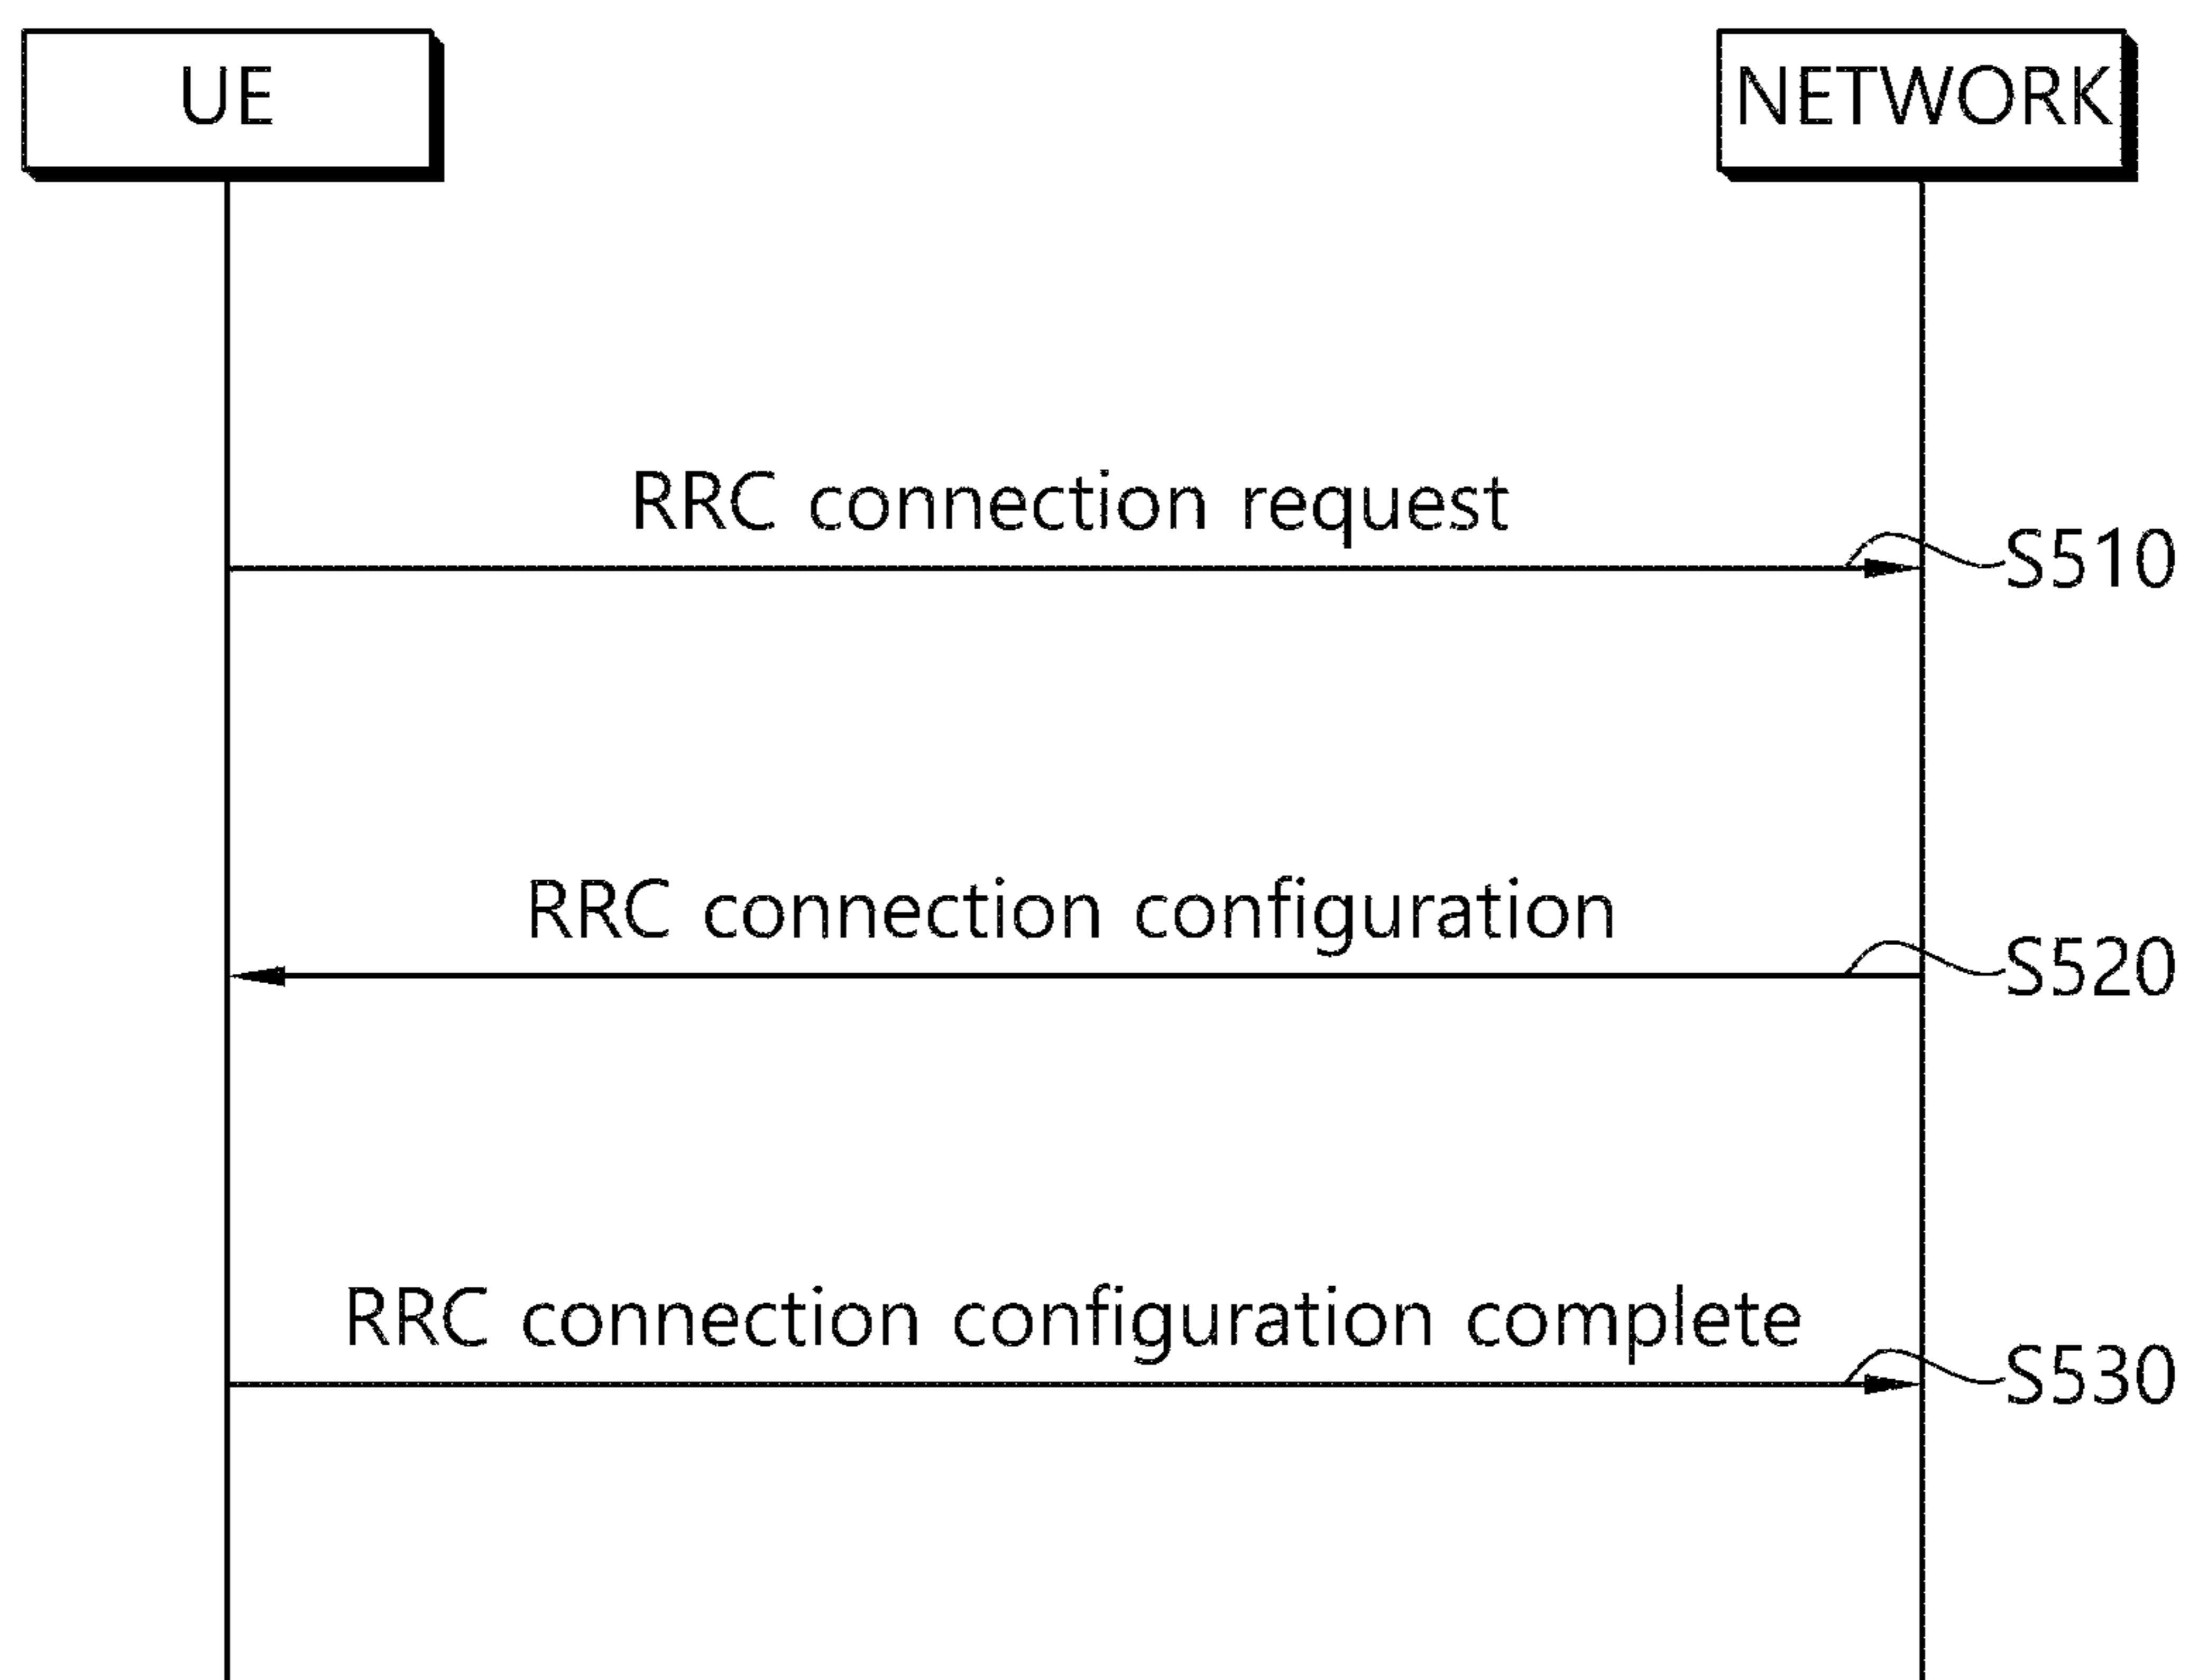 UE
NETWORK
RRC connection request
S510
RRC connection configuration
S520
RRC connection configuration complete
S530